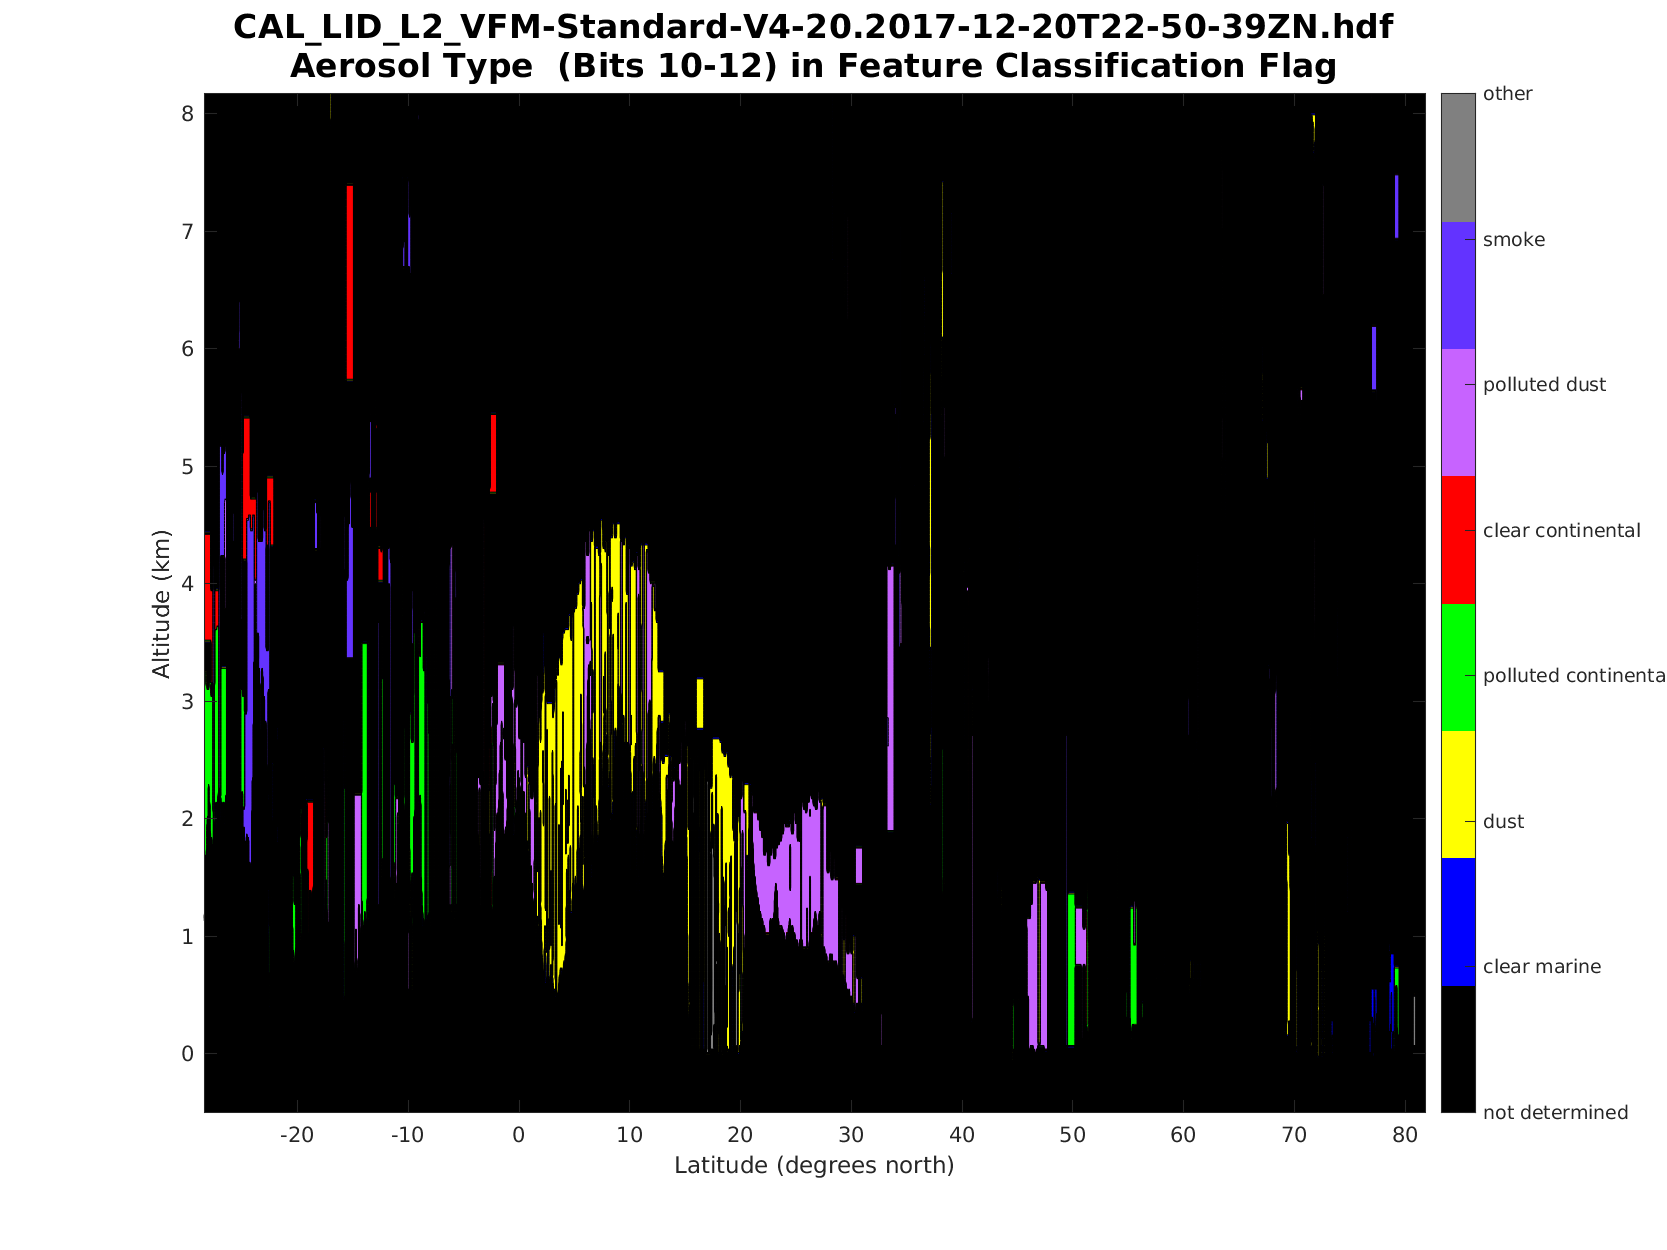 CAL_LID_L2_VFM-Standard-V4-20.2017-12-20T22-50-39ZN.hdf
Aerosol Type  (Bits 10-12) in Feature Classification Flag
8
7
6
5
4
3
2
1
0
Altitude (km)
-20 -10 0 10 20 30 40 50 60 70 80
Latitude (degrees north)
other
smoke
polluted dust
clear continental
polluted continenta
dust
clear marine
not determined